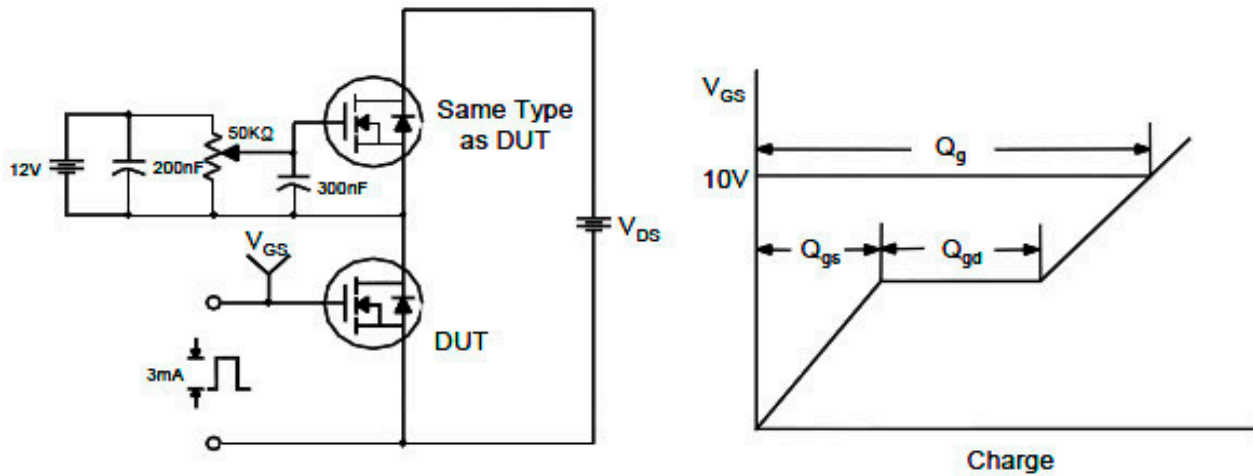 12V
200nF
50KΩ
300nF
Same Type
as DUT
VGS
DUT
3mA
VDS
VGS
10V
Qg
Qgs
Qgd
Charge